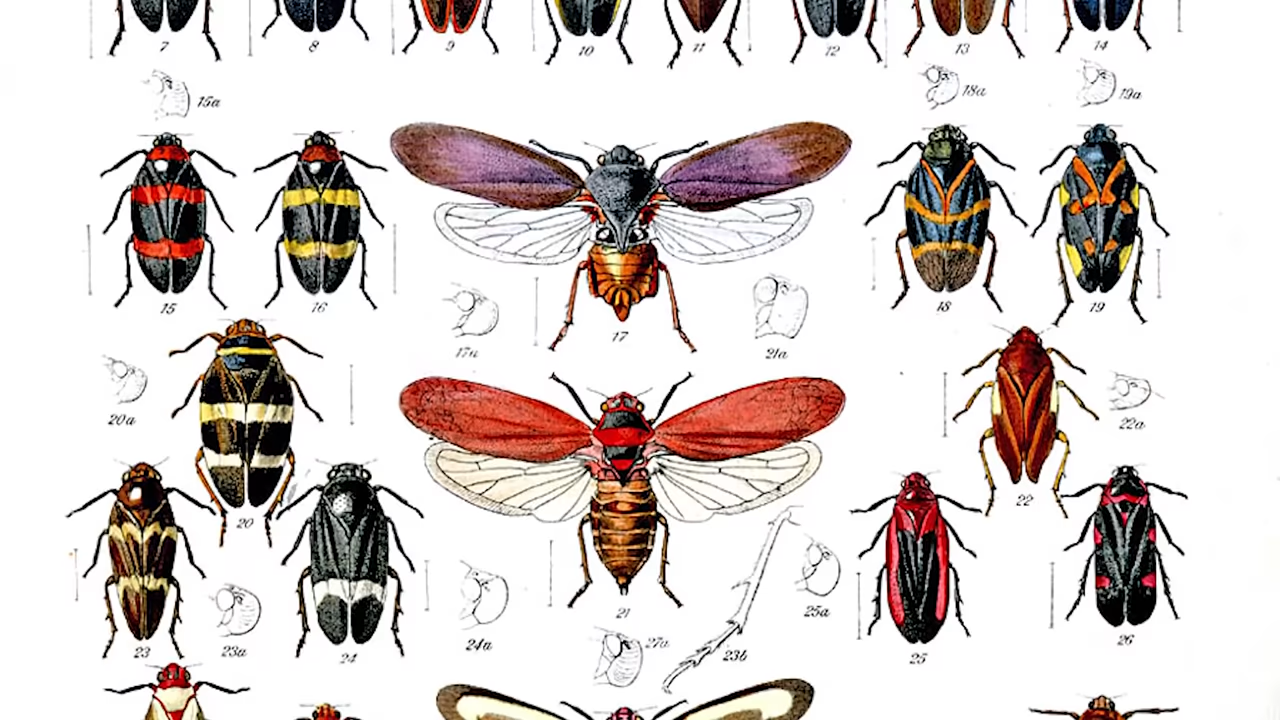 7 8 9 10 11 12 13 14
15a 18a 19a
15 16 17 18 19
17a 21a
20a 20 22 22a
23 23a 24 24a 21 25a 25 26
27a 23b